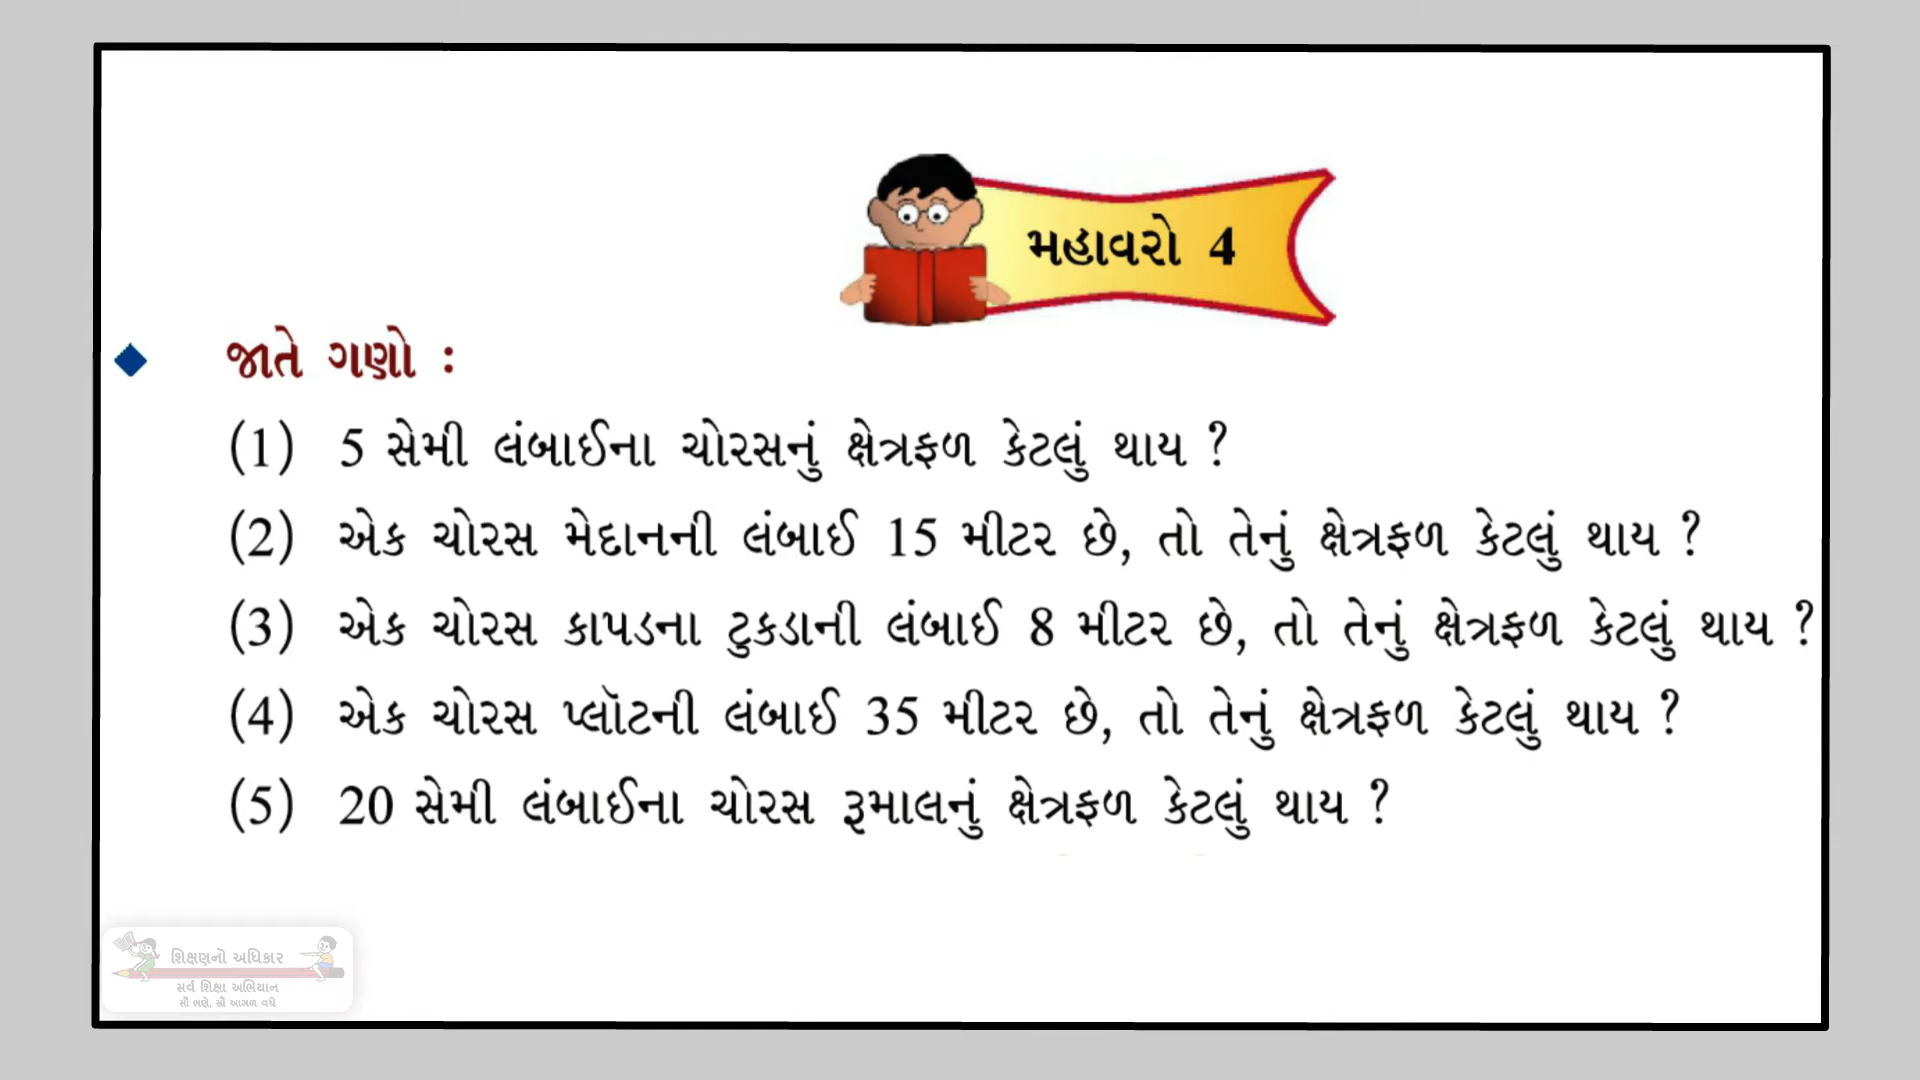 મહાવરો 4
જાતે ગણો :
(1) 5 સેમી લંબાઈના ચોરસનું ક્ષેત્રફળ કેટલું થાય ?
(2) એક ચોરસ મેદાનની લંબાઈ 15 મીટર છે, તો તેનું ક્ષેત્રફળ કેટલું થાય ?
(3) એક ચોરસ કાપડના ટુકડાની લંબાઈ 8 મીટર છે, તો તેનું ક્ષેત્રફળ કેટલું થાય ?
(4) એક ચોરસ પ્લૉટની લંબાઈ 35 મીટર છે, તો તેનું ક્ષેત્રફળ કેટલું થાય ?
(5) 20 સેમી લંબાઈના ચોરસ રૂમાલનું ક્ષેત્રફળ કેટલું થાય ?
શિક્ષણનો અધિકાર
સર્વ શિક્ષા અભિયાન
સૌ ભણે, સૌ આગળ વધે